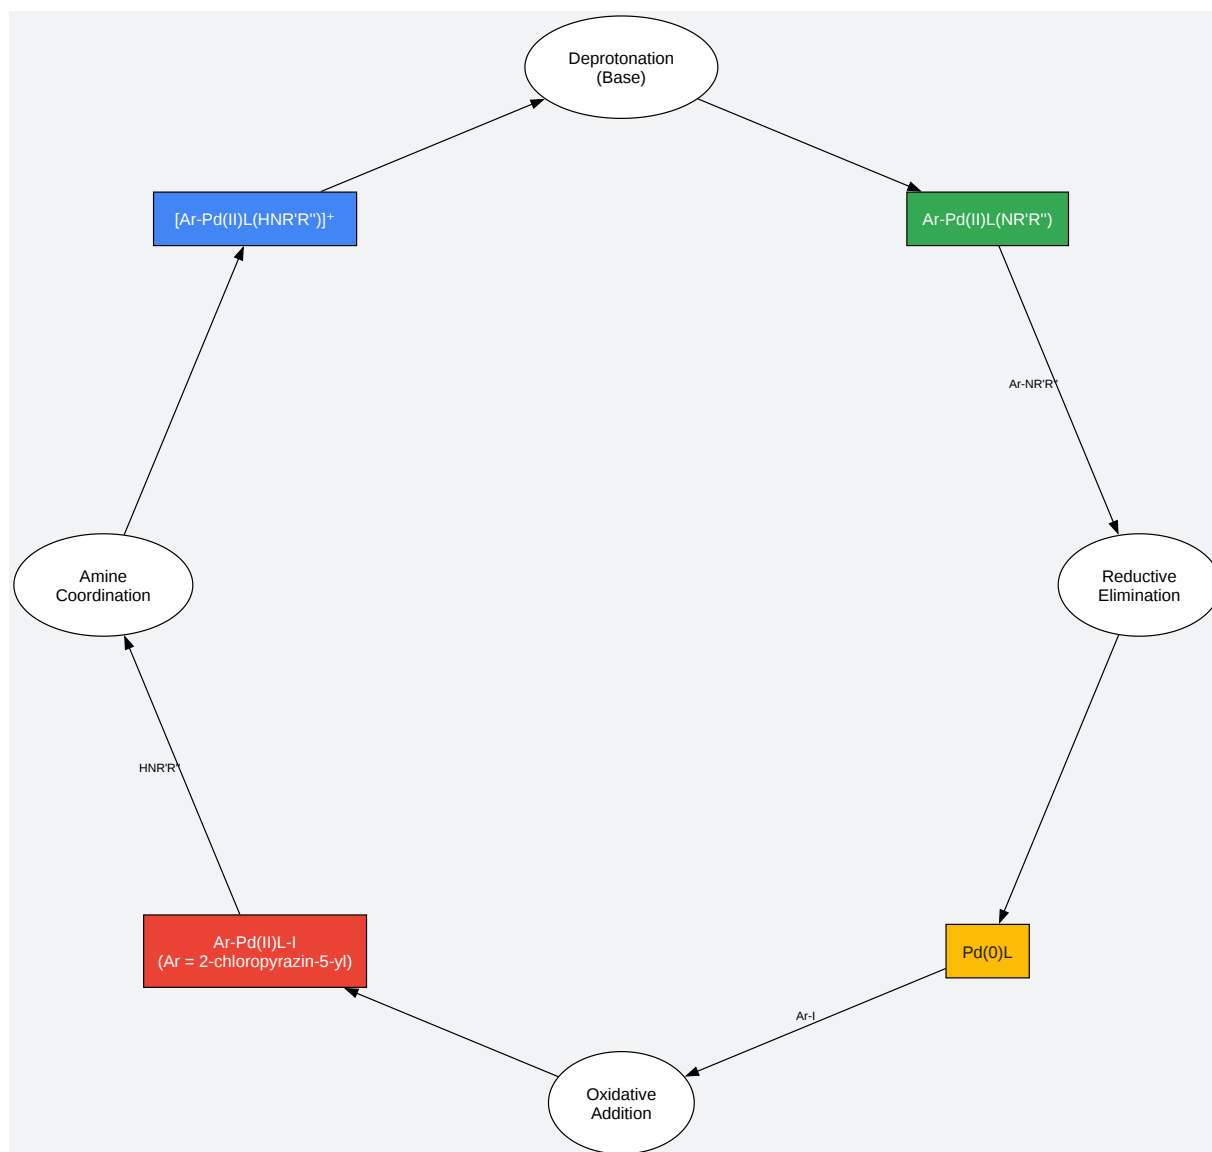 Deprotonation
(Base)
[Ar-Pd(II)L(HNR'R'')]⁺
Ar-Pd(II)L(NR'R'')
Ar-NR'R''
Amine
Coordination
Reductive
Elimination
HNR'R''
Ar-Pd(II)L-I
(Ar = 2-chloropyrazin-5-yl)
Pd(0)L
Ar-I
Oxidative
Addition